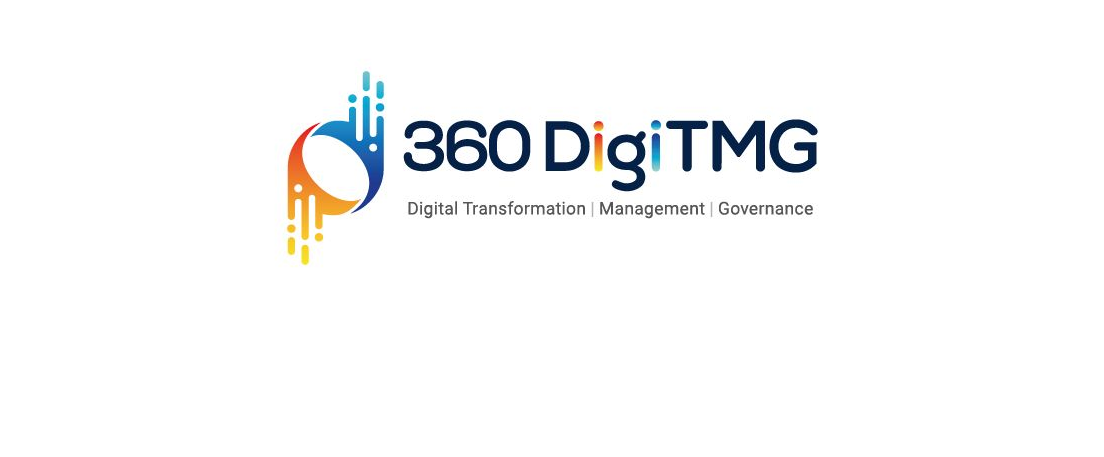 360 DigiTMG
Digital Transformation | Management | Governance